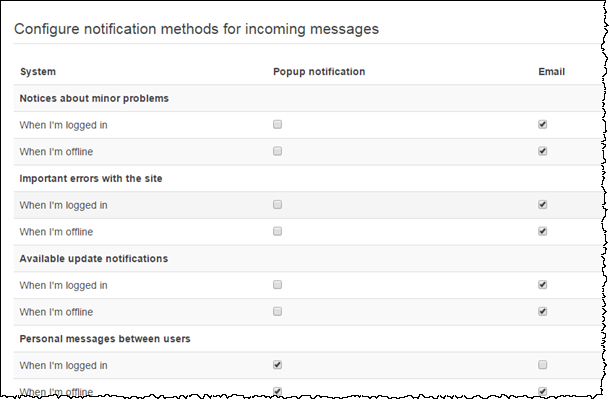 Configure notification methods for incoming messages
System Popup notification Email
Notices about minor problems
When I'm logged in
When I'm offline
Important errors with the site
When I'm logged in
When I'm offline
Available update notifications
When I'm logged in
When I'm offline
Personal messages between users
When I'm logged in
When I'm offline